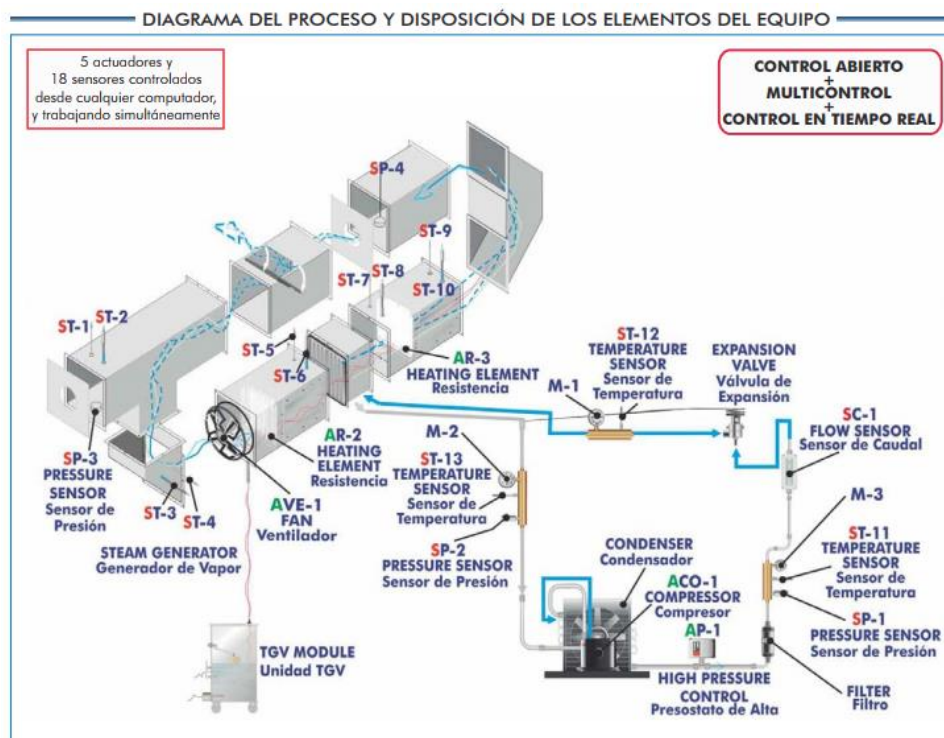 DIAGRAMA DEL PROCESO Y DISPOSICIÓN DE LOS ELEMENTOS DEL EQUIPO
5 actuadores y
18 sensores controlados
desde cualquier computador,
y trabajando simultáneamente
CONTROL ABIERTO
+
MULTICONTROL
+
CONTROL EN TIEMPO REAL
SP-4
ST-9
ST-8
ST-7
ST-10
ST-1
ST-2
ST-5
ST-6
AR-3
HEATING ELEMENT
Resistencia
ST-12
TEMPERATURE
SENSOR
Sensor de
Temperatura
M-1
EXPANSION
VALVE
Válvula de
Expansión
SC-1
FLOW SENSOR
Sensor de Caudal
AR-2
HEATING
ELEMENT
Resistencia
M-2
ST-13
TEMPERATURE
SENSOR
Sensor de
Temperatura
SP-3
PRESSURE
SENSOR
Sensor de
Presión
ST-3
ST-4
AVE-1
FAN
Ventilador
M-3
ST-11
TEMPERATURE
SENSOR
Sensor de
Temperatura
STEAM GENERATOR
Generador de Vapor
SP-2
PRESSURE SENSOR
Sensor de Presión
CONDENSER
Condensador
ACO-1
COMPRESSOR
Compresor
AP-1
SP-1
PRESSURE SENSOR
Sensor de Presión
TGV MODULE
Unidad TGV
HIGH PRESSURE
CONTROL
Presostato de Alta
FILTER
Filtro